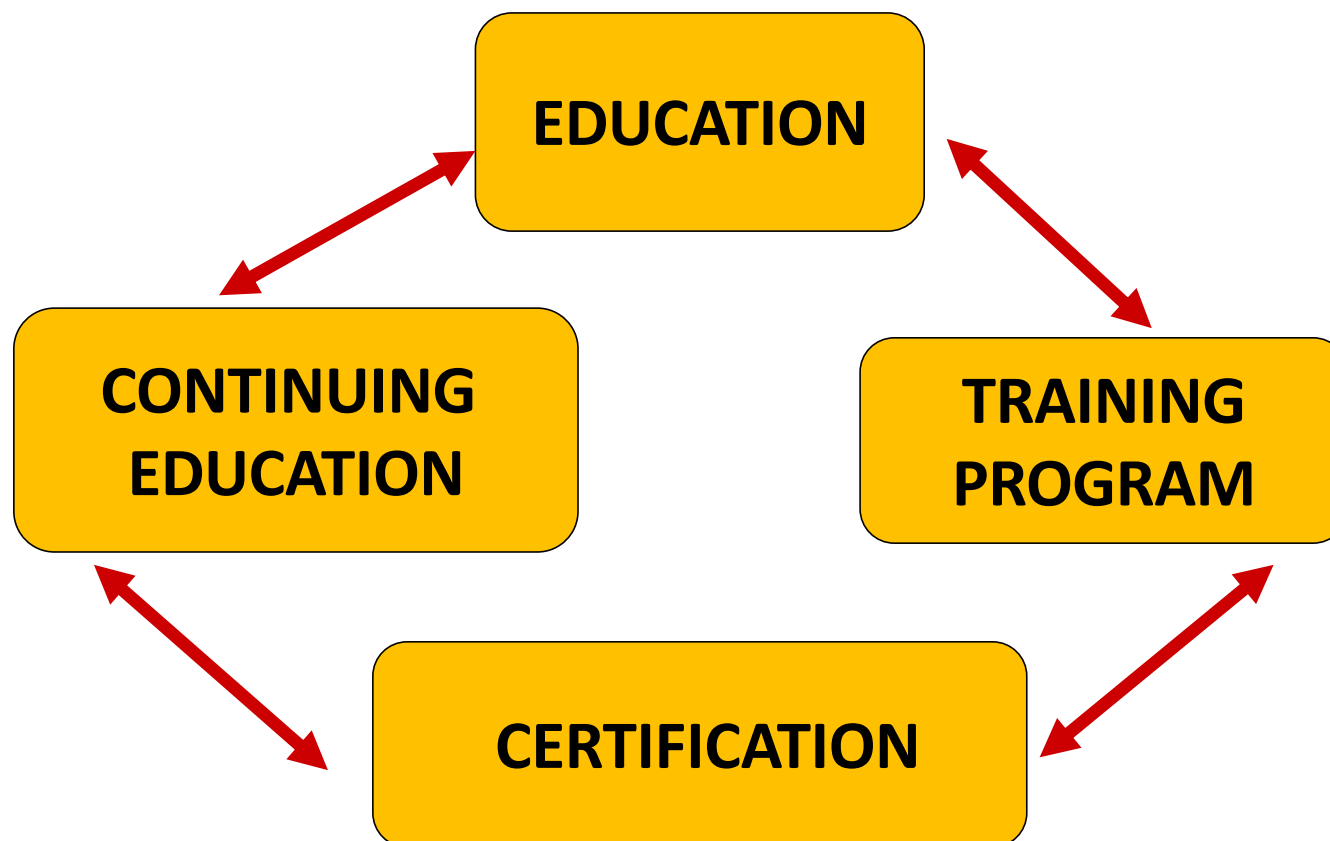 EDUCATION
CONTINUING
EDUCATION
TRAINING
PROGRAM
CERTIFICATION